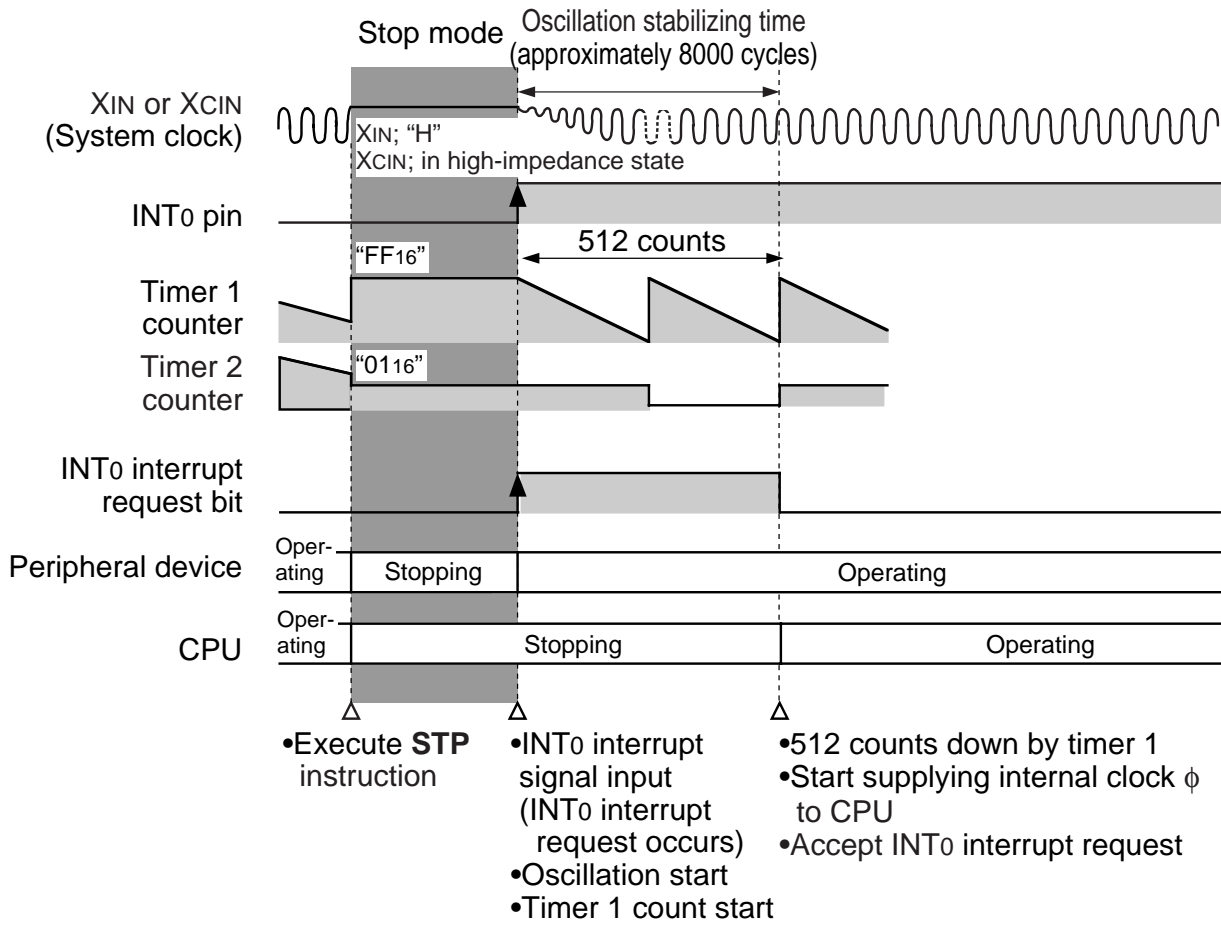 Stop mode
Oscillation stabilizing time
(approximately 8000 cycles)
XIN or XCIN
(System clock)
XIN; “H”
XCIN; in high-impedance state
INT0 pin
“FF16”
512 counts
Timer 1
counter
“0116”
Timer 2
counter
INT0 interrupt
request bit
Peripheral device
Oper-
ating
Stopping
Operating
CPU
Oper-
ating
Stopping
Operating
•Execute STP
instruction
•INT0 interrupt
signal input
(INT0 interrupt
request occurs)
•Oscillation start
•Timer 1 count start
•512 counts down by timer 1
•Start supplying internal clock ϕ
to CPU
•Accept INT0 interrupt request